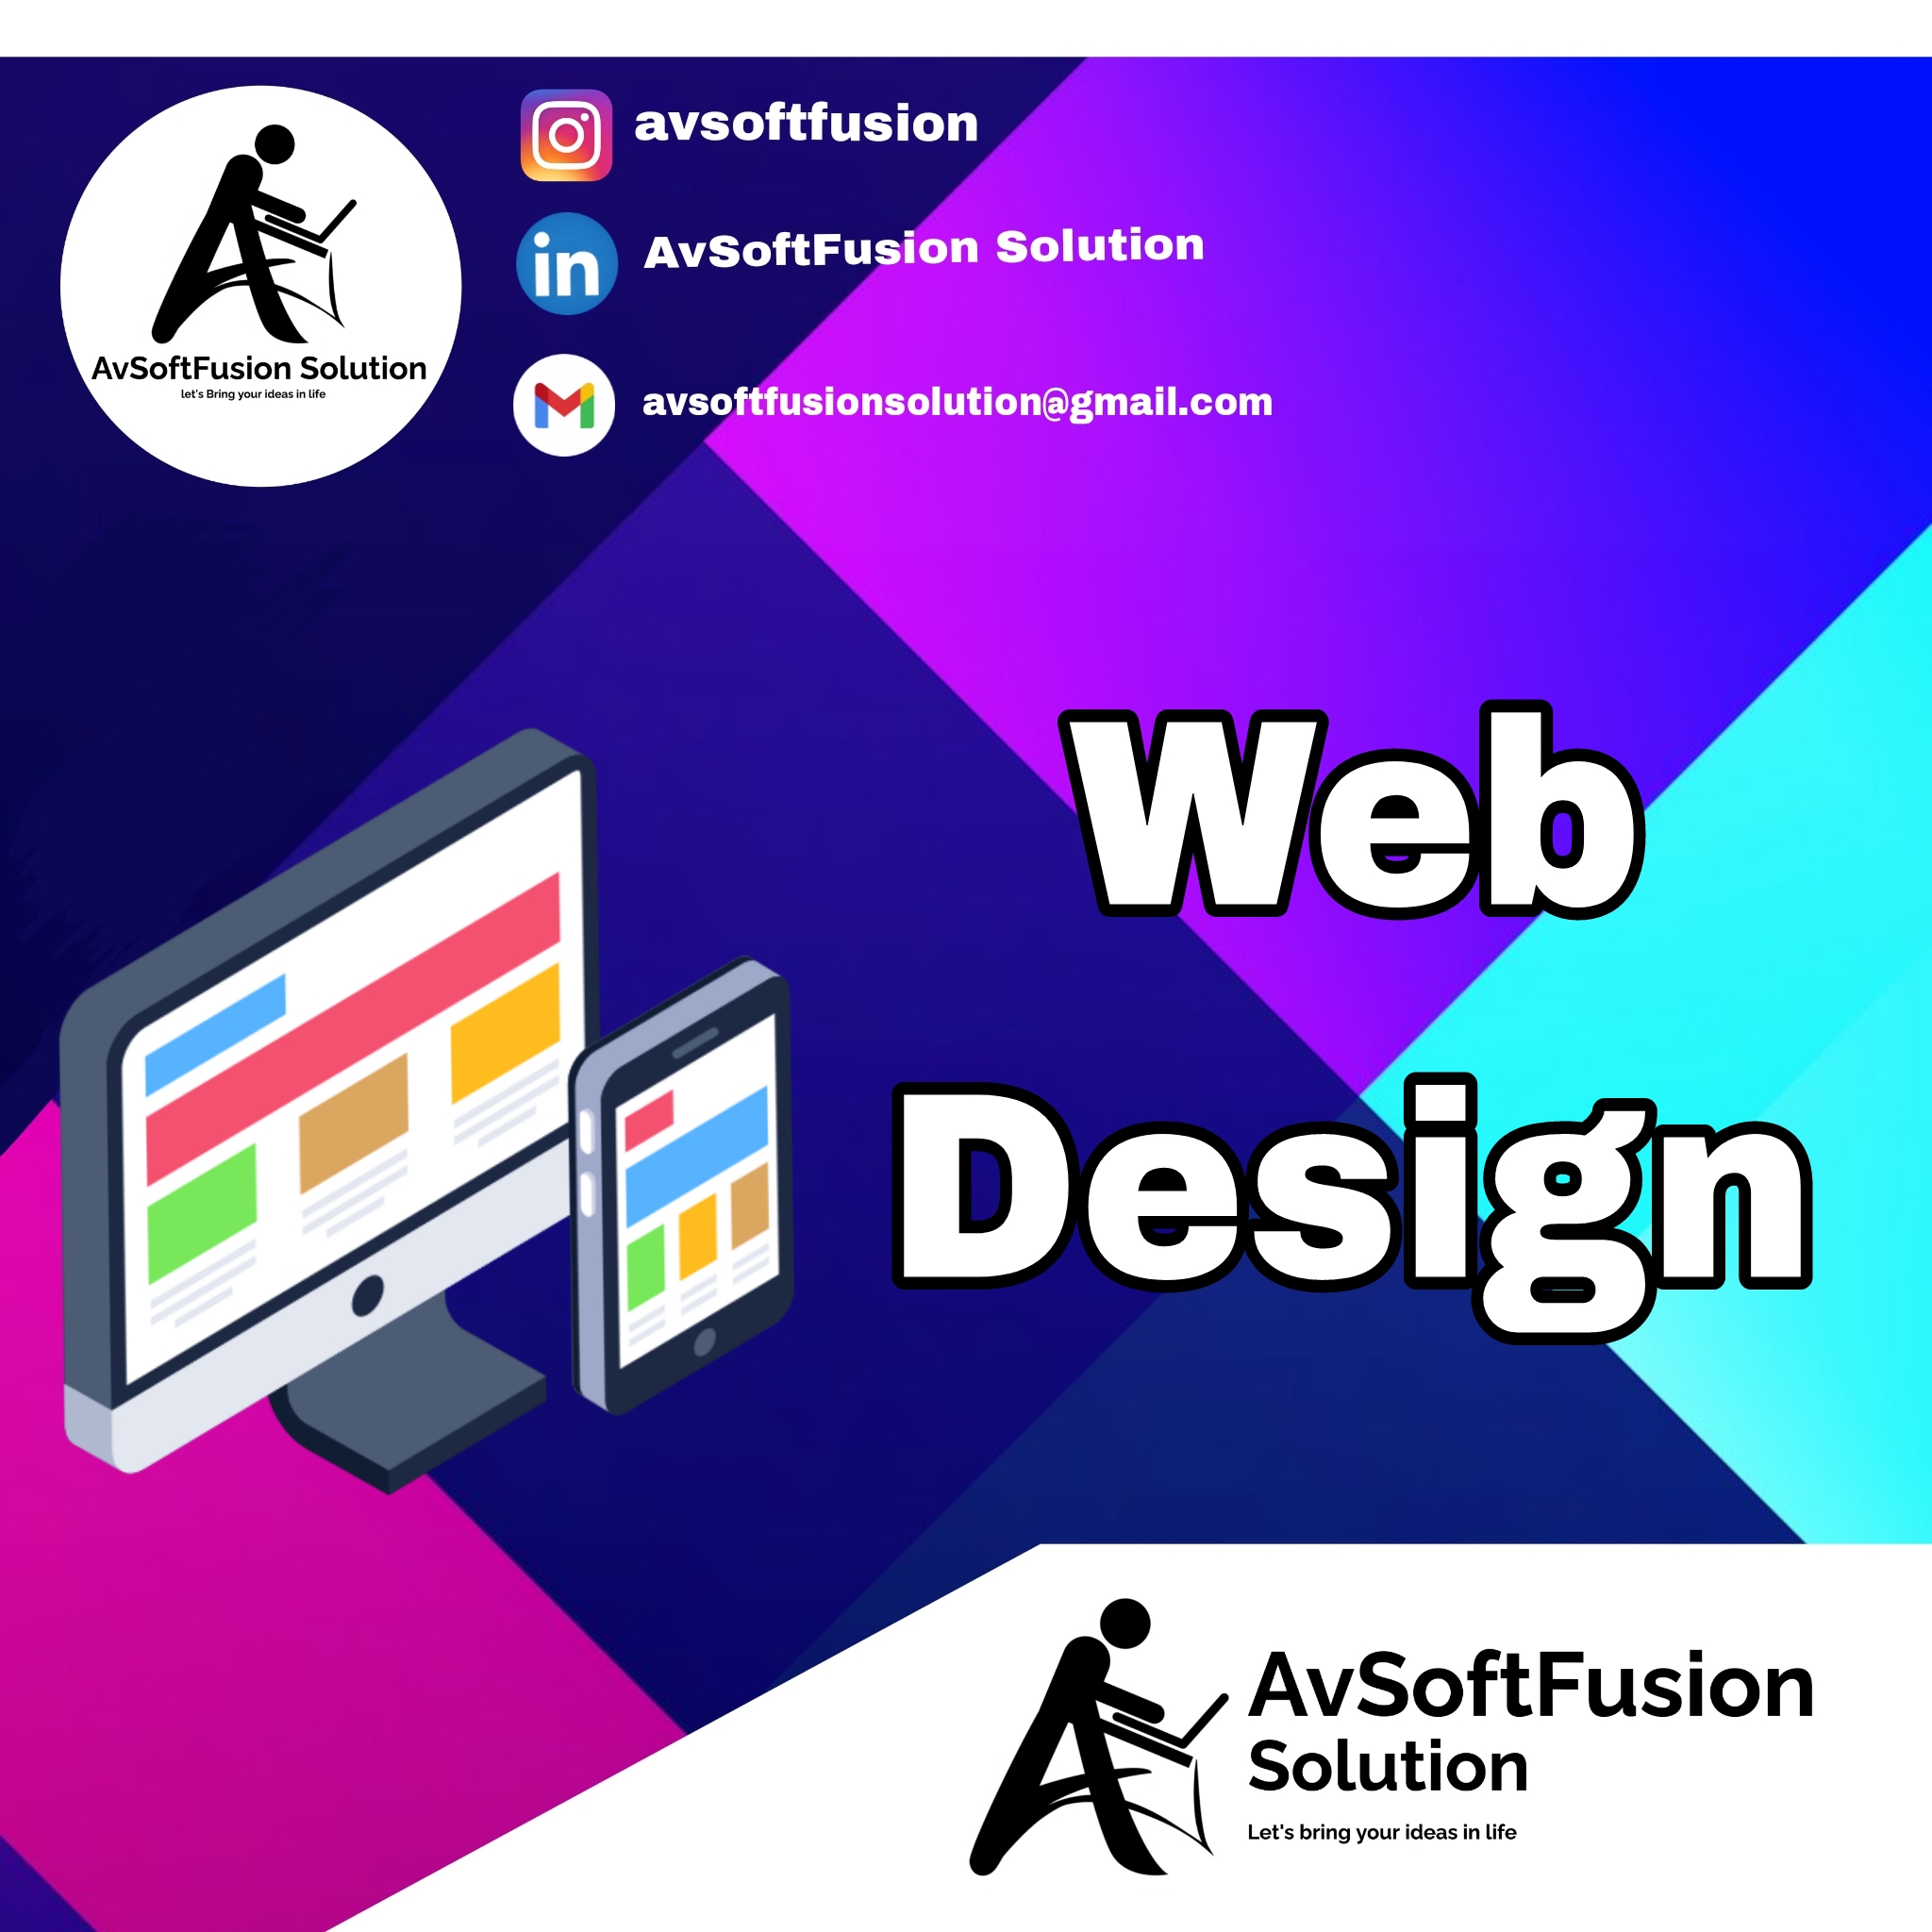 avsoftfusion
in
AvSoftFusion Solution
avsoftfusionsolution@gmail.com
AvSoftFusion Solution
let's Bring your ideas in life
Web
Design
AvSoftFusion
Solution
Let's bring your ideas in life